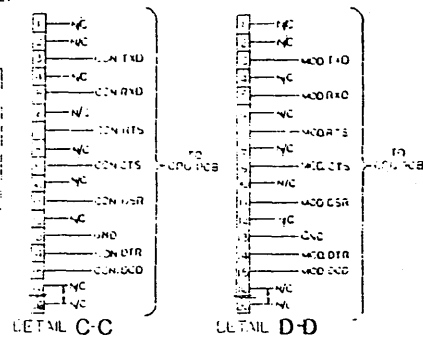 N/C
N/C
CON.TXD
N/C
CON.RXD
N/C
CON.RTS
N/C
CON.CTS
N/C
CON.DSR
N/C
GND
CON.DTR
CON.DCD
N/C
N/C
TO
CPU PCB
DETAIL C-C
N/C
N/C
MOD.TXD
N/C
MOD.RXD
N/C
MOD.RTS
N/C
MOD.CTS
N/C
MOD.DSR
N/C
GND
MOD.DTR
MOD.DCD
N/C
N/C
TO
CPU PCB
DETAIL D-D